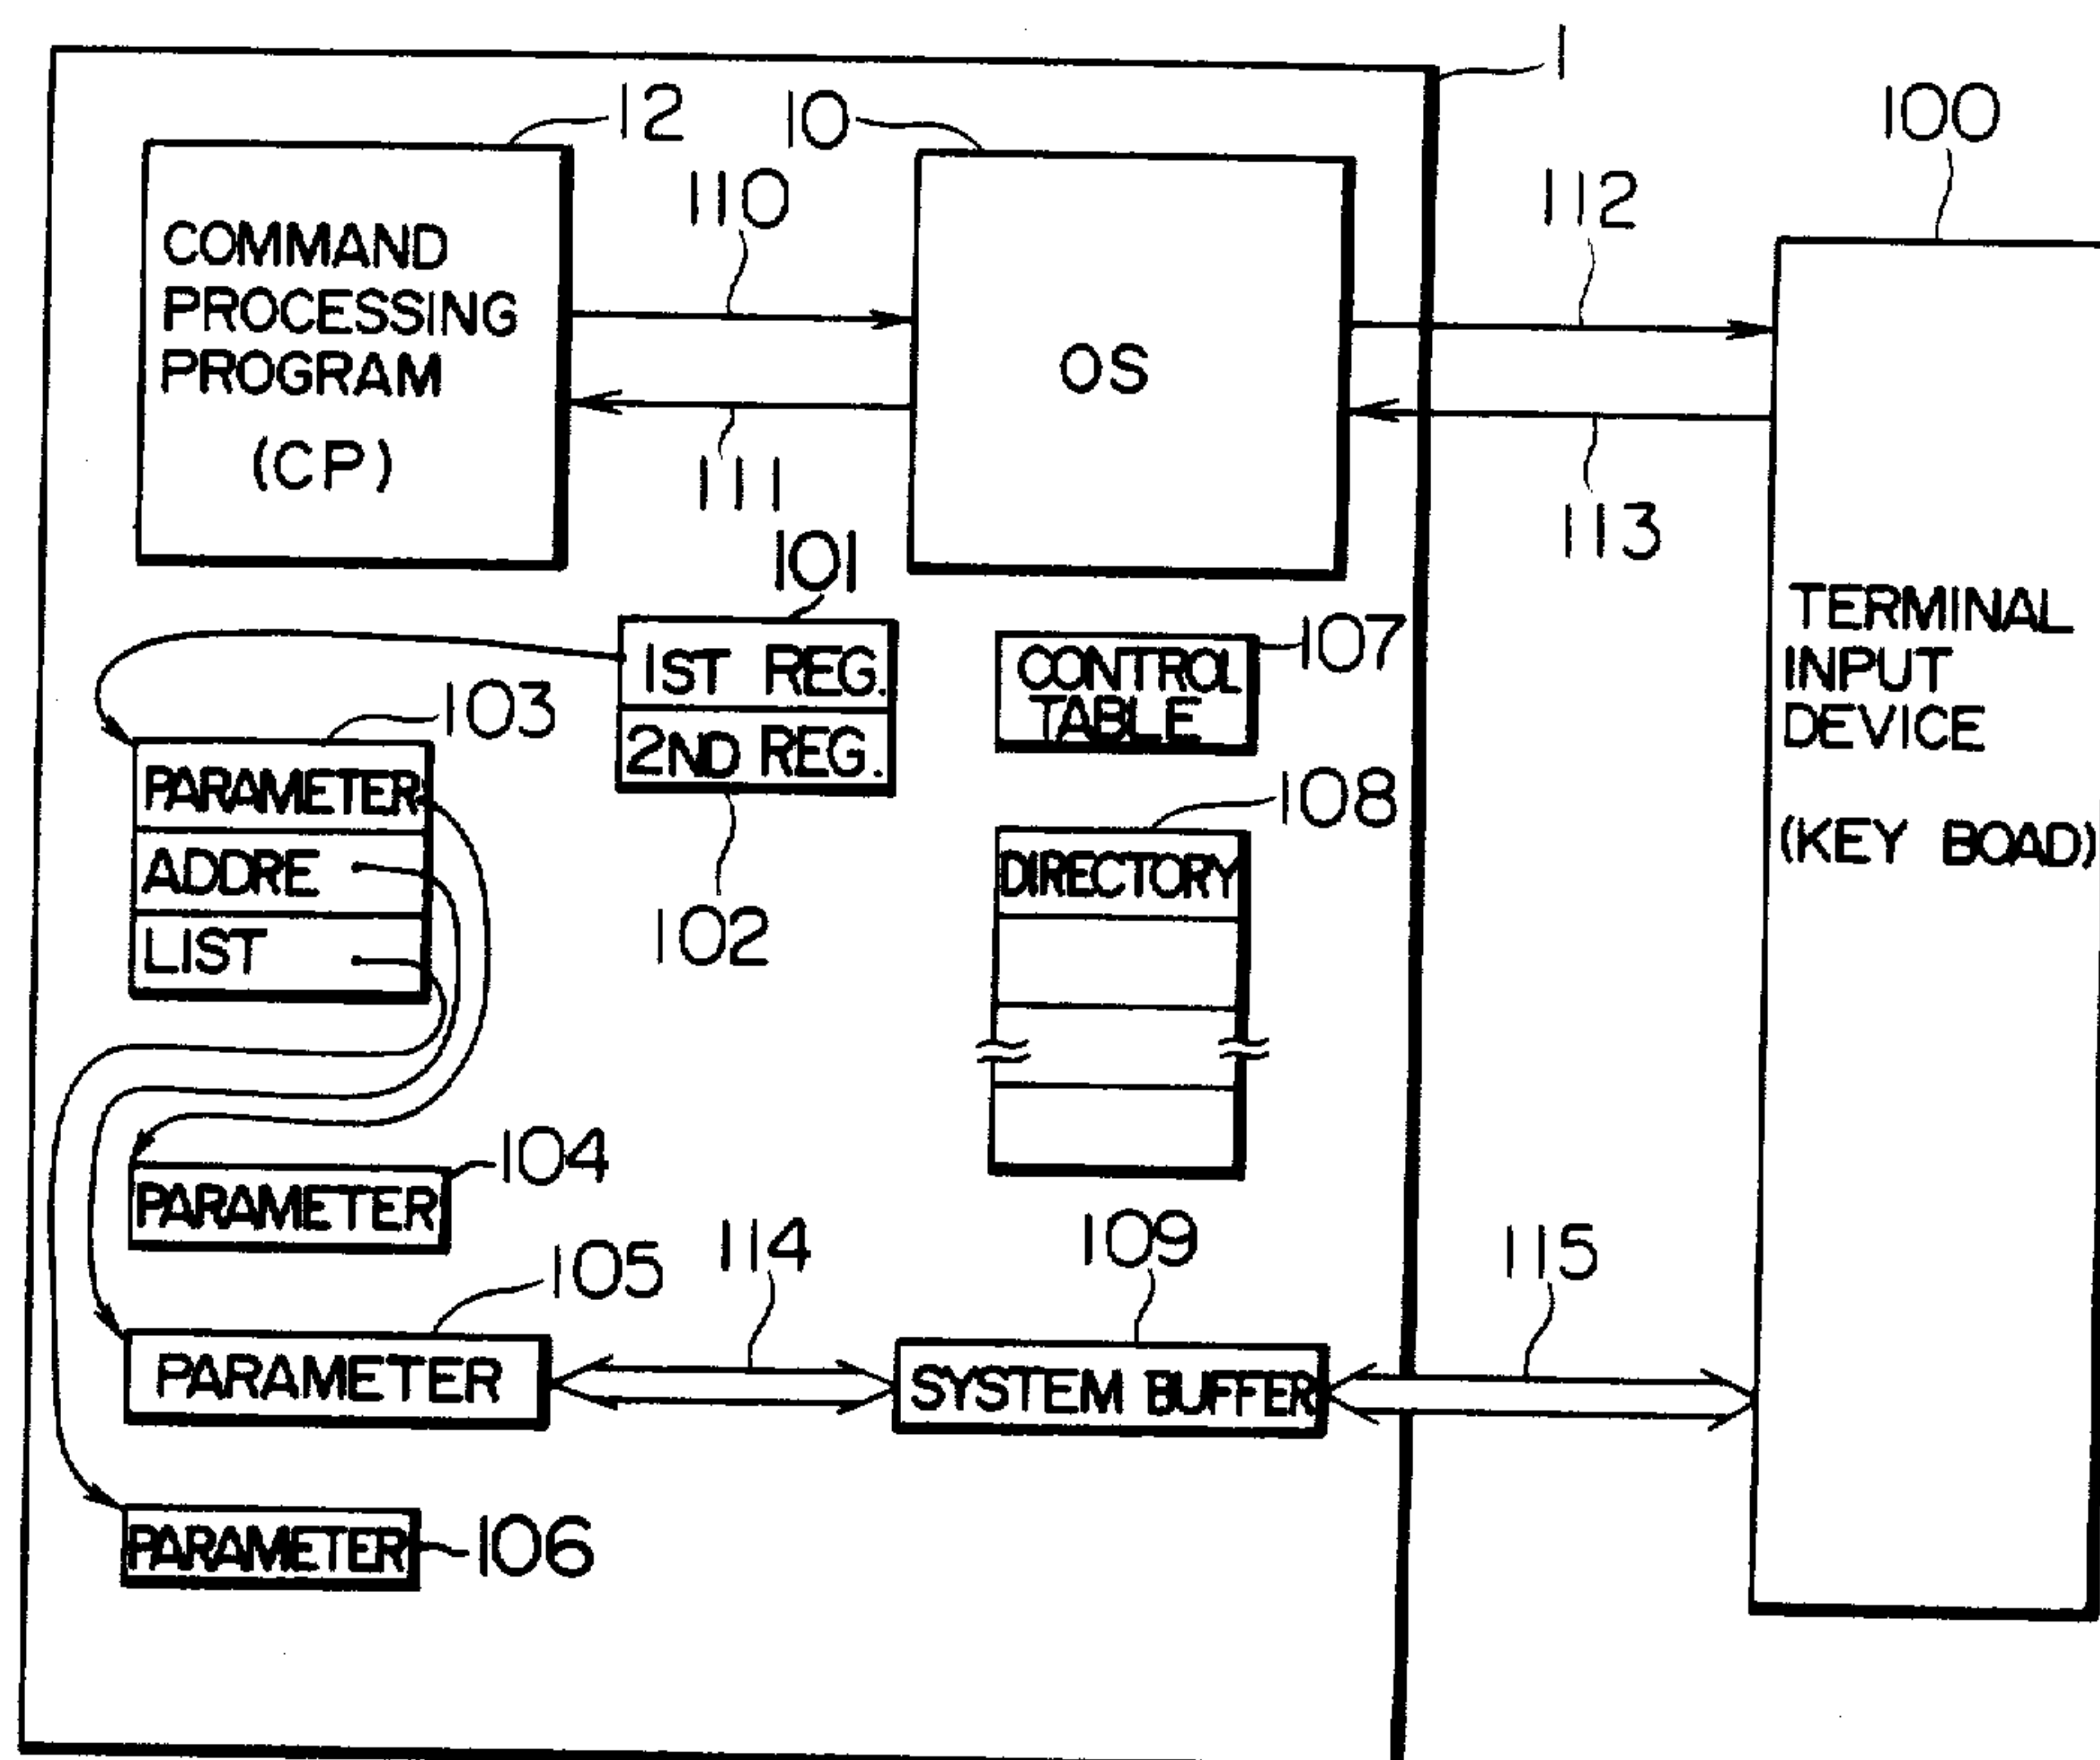 1
12
10
100
110
112
COMMAND
PROCESSING
PROGRAM
(CP)
OS
111
113
101
1ST REG.
2ND REG.
102
107
CONTROL
TABLE
TERMINAL
INPUT
DEVICE
(KEY BOAD)
103
PARAMETER
ADDRE
LIST
108
DIRECTORY
104
PARAMETER
105
PARAMETER
114
109
SYSTEM BUFFER
115
PARAMETER
106